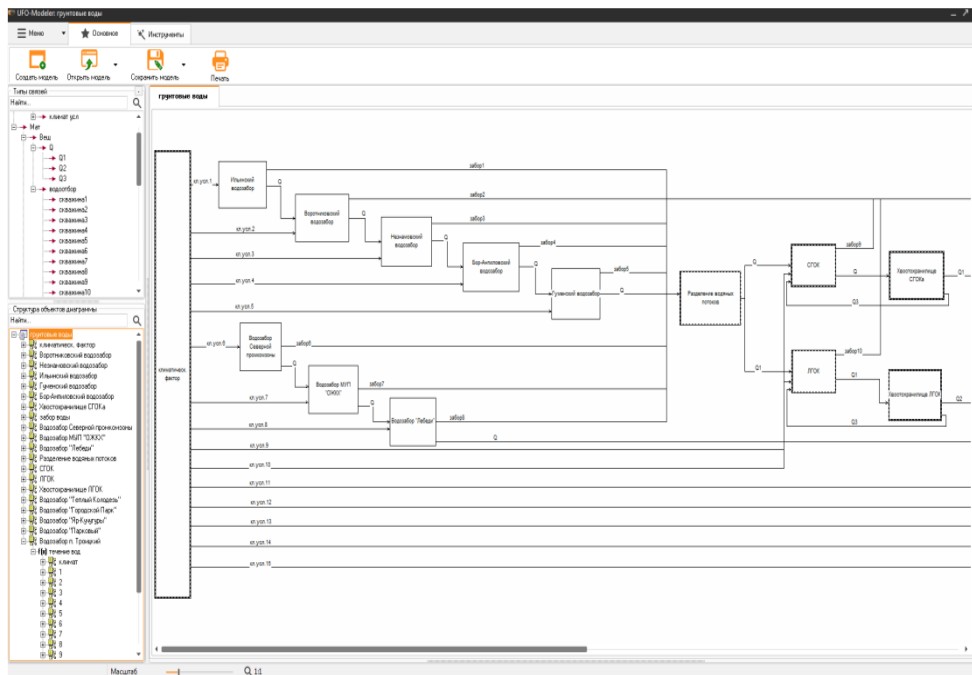 UFO-Modeler: грунтовые воды
Меню
Основное
Инструменты
Создать модель
Открыть модель
Сохранить модель
Печать
Типы связей
Найти...
климат усл
Мат
Вещ
Q
Q1
Q2
Q3
водоотбор
скважина1
скважина2
скважина3
скважина4
скважина5
скважина6
скважина7
скважина8
скважина9
скважина10
Структура объектов диаграммы
Найти...
грунтовые воды
климатическ. фактор
Воротниковский водозабор
Незнановский водозабор
Ильинский водозабор
Гуменский водозабор
Бор-Анпиловский водозабор
Хвостохранилище СГОКа
забор воды
Водозабор Северной промконзоны
Водозабор МУП "ОЖКХ"
Водозабор "Лебеди"
Разделение водяных потоков
СГОК
ЛГОК
Хвостохранилище ЛГОК
Водозабор "Теплый Колодезь"
Водозабор "Городской Парк"
Водозабор "Яр-Кунгуры"
Водозабор "Парковый"
Водозабор п. Троицкий
f(x) течение вод
климат
1
2
3
4
5
6
7
8
9
грунтовые воды
климатическ.
фактор
кл.усл.1
Ильинский
водозабор
забор1
Q
кл.усл.2
Воротниковский
водозабор
забор2
Q
кл.усл.3
Незнановский
водозабор
забор3
Q
кл.усл.4
Бор-Анпиловский
водозабор
забор4
Q
кл.усл.5
Гуменский водозабор
забор5
Q
Разделение водяных
потоков
Q
СГОК
забор9
Q
Q3
Хвостохранилище
СГОКа
Q1
кл.усл.6
Водозабор
Северной
промконзоны
забор6
Q
кл.усл.7
Водозабор МУП
"ОЖКХ"
забор7
Q
кл.усл.8
Водозабор "Лебеди"
забор8
Q
Q1
ЛГОК
забор10
Q1
Q3
Хвостохранилище ЛГОК
Q2
кл.усл.9
кл.усл.10
кл.усл.11
кл.усл.12
кл.усл.13
кл.усл.14
кл.усл.15
Масштаб
1:1